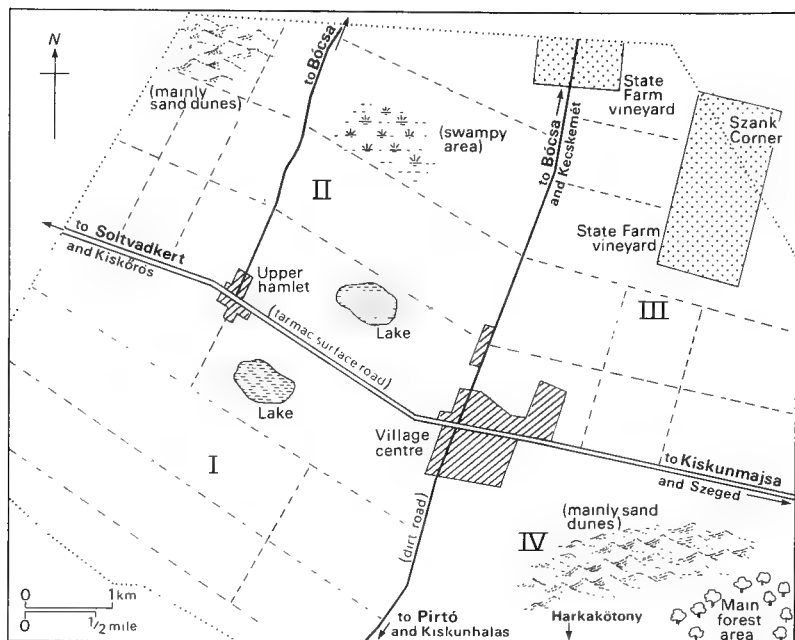 N
(mainly
sand dunes)
to Bócsa
(swampy
area)
to Bócsa
and Kecskemét
State
Farm
vineyard
Szank
Corner
State Farm
vineyard
II
to Soltvadkert
and Kiskőrös
Upper
hamlet
(tarmac surface road)
Lake
Lake
III
I
Village
centre
to Kiskunmajsa
and Szeged
(dirt road)
(mainly sand
dunes)
IV
0 1km
0 1/2 mile
to Pirtó
and Kiskunhalas
Harkakötöny
Main
forest
area